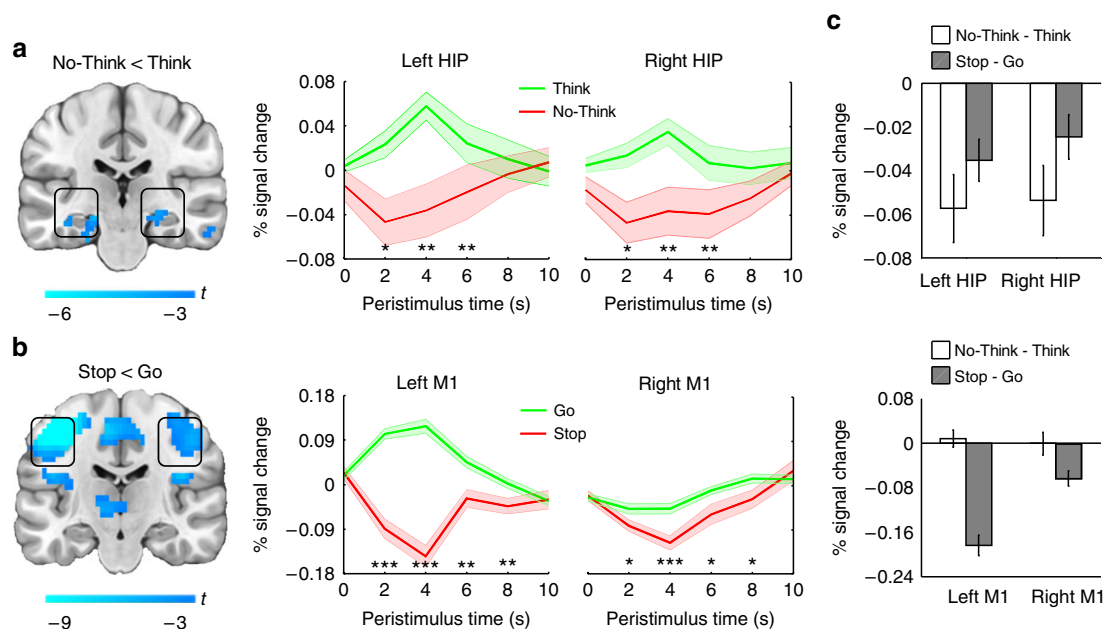 a
No-Think < Think
−6
−3
t
Left HIP
Think
No-Think
% signal change
0.08
0.04
0
−0.04
−0.08
* ** **
0 2 4 6 8 10
Peristimulus time (s)
Right HIP
* ** **
0 2 4 6 8 10
Peristimulus time (s)
b
Stop < Go
−9
−3
t
Left M1
Go
Stop
% signal change
0.18
0.09
0
−0.09
−0.18
*** *** ** **
0 2 4 6 8 10
Peristimulus time (s)
Right M1
* *** * *
0 2 4 6 8 10
Peristimulus time (s)
c
No-Think - Think
Stop - Go
% signal change
0
−0.02
−0.04
−0.06
−0.08
Left HIP Right HIP
No-Think - Think
Stop - Go
% signal change
0.08
0
−0.08
−0.16
−0.24
Left M1 Right M1